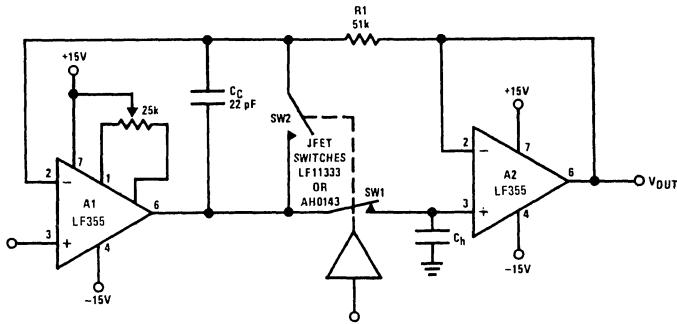 R1
51k
+15V
25k
CC
22 pF
SW2
JFET
SWITCHES
LF11333
OR
AH0143
SW1
+15V
2
−
7
1
A1
LF355
6
3
+
4
−15V
2
−
7
A2
LF355
6
VOUT
3
+
4
Ch
−15V